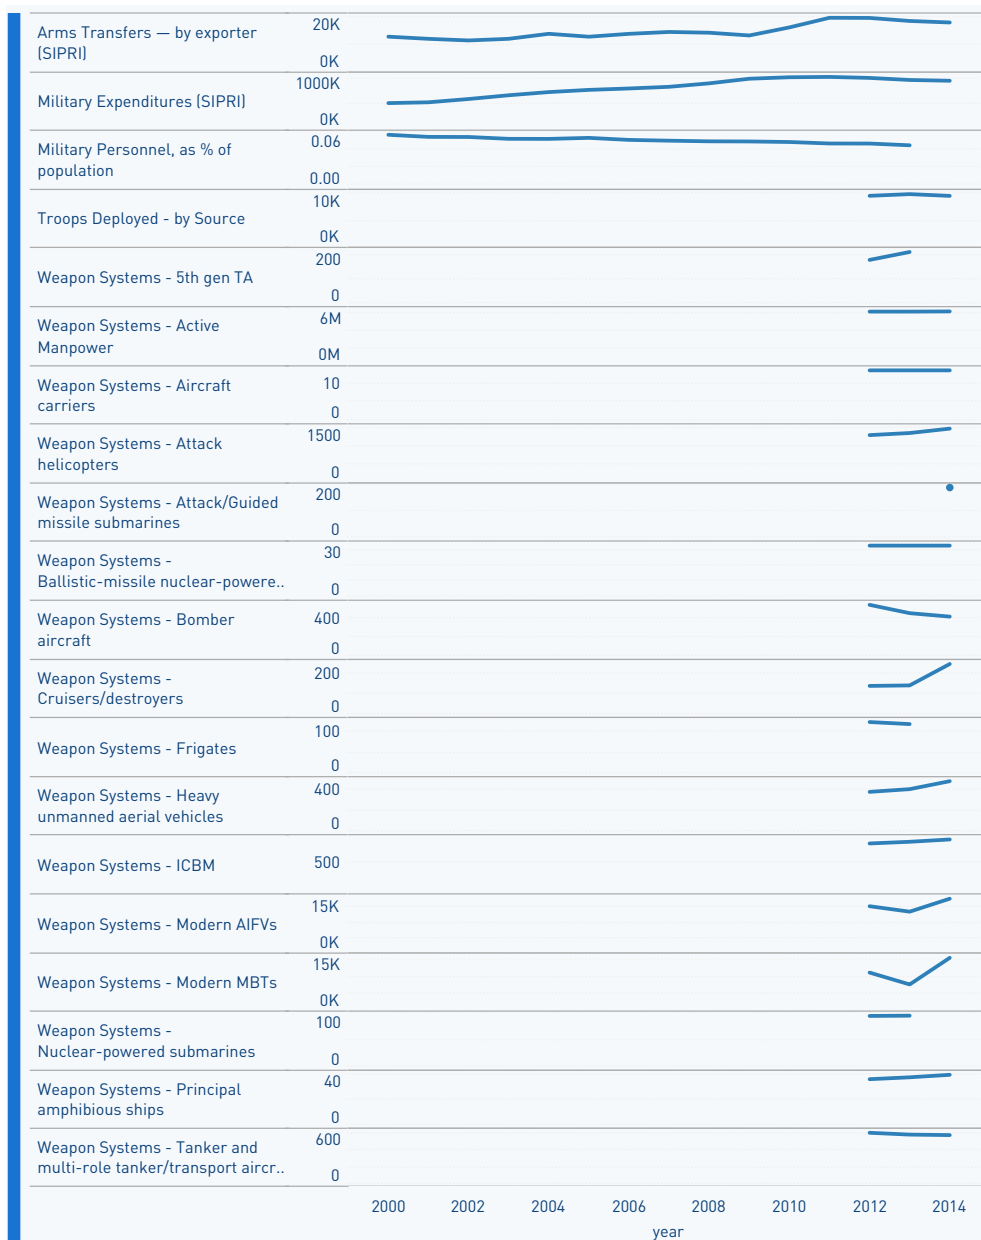 Arms Transfers — by exporter
(SIPRI)
20K
0K
Military Expenditures (SIPRI)
1000K
0K
Military Personnel, as % of
population
0.06
0.00
Troops Deployed - by Source
10K
0K
Weapon Systems - 5th gen TA
200
0
Weapon Systems - Active
Manpower
6M
0M
Weapon Systems - Aircraft
carriers
10
0
Weapon Systems - Attack
helicopters
1500
0
Weapon Systems - Attack/Guided
missile submarines
200
0
Weapon Systems -
Ballistic-missile nuclear-powere..
30
0
Weapon Systems - Bomber
aircraft
400
0
Weapon Systems -
Cruisers/destroyers
200
0
Weapon Systems - Frigates
100
0
Weapon Systems - Heavy
unmanned aerial vehicles
400
0
Weapon Systems - ICBM
500
Weapon Systems - Modern AIFVs
15K
0K
Weapon Systems - Modern MBTs
15K
0K
Weapon Systems -
Nuclear-powered submarines
100
0
Weapon Systems - Principal
amphibious ships
40
0
Weapon Systems - Tanker and
multi-role tanker/transport aircr..
600
0
2000 2002 2004 2006 2008 2010 2012 2014
year